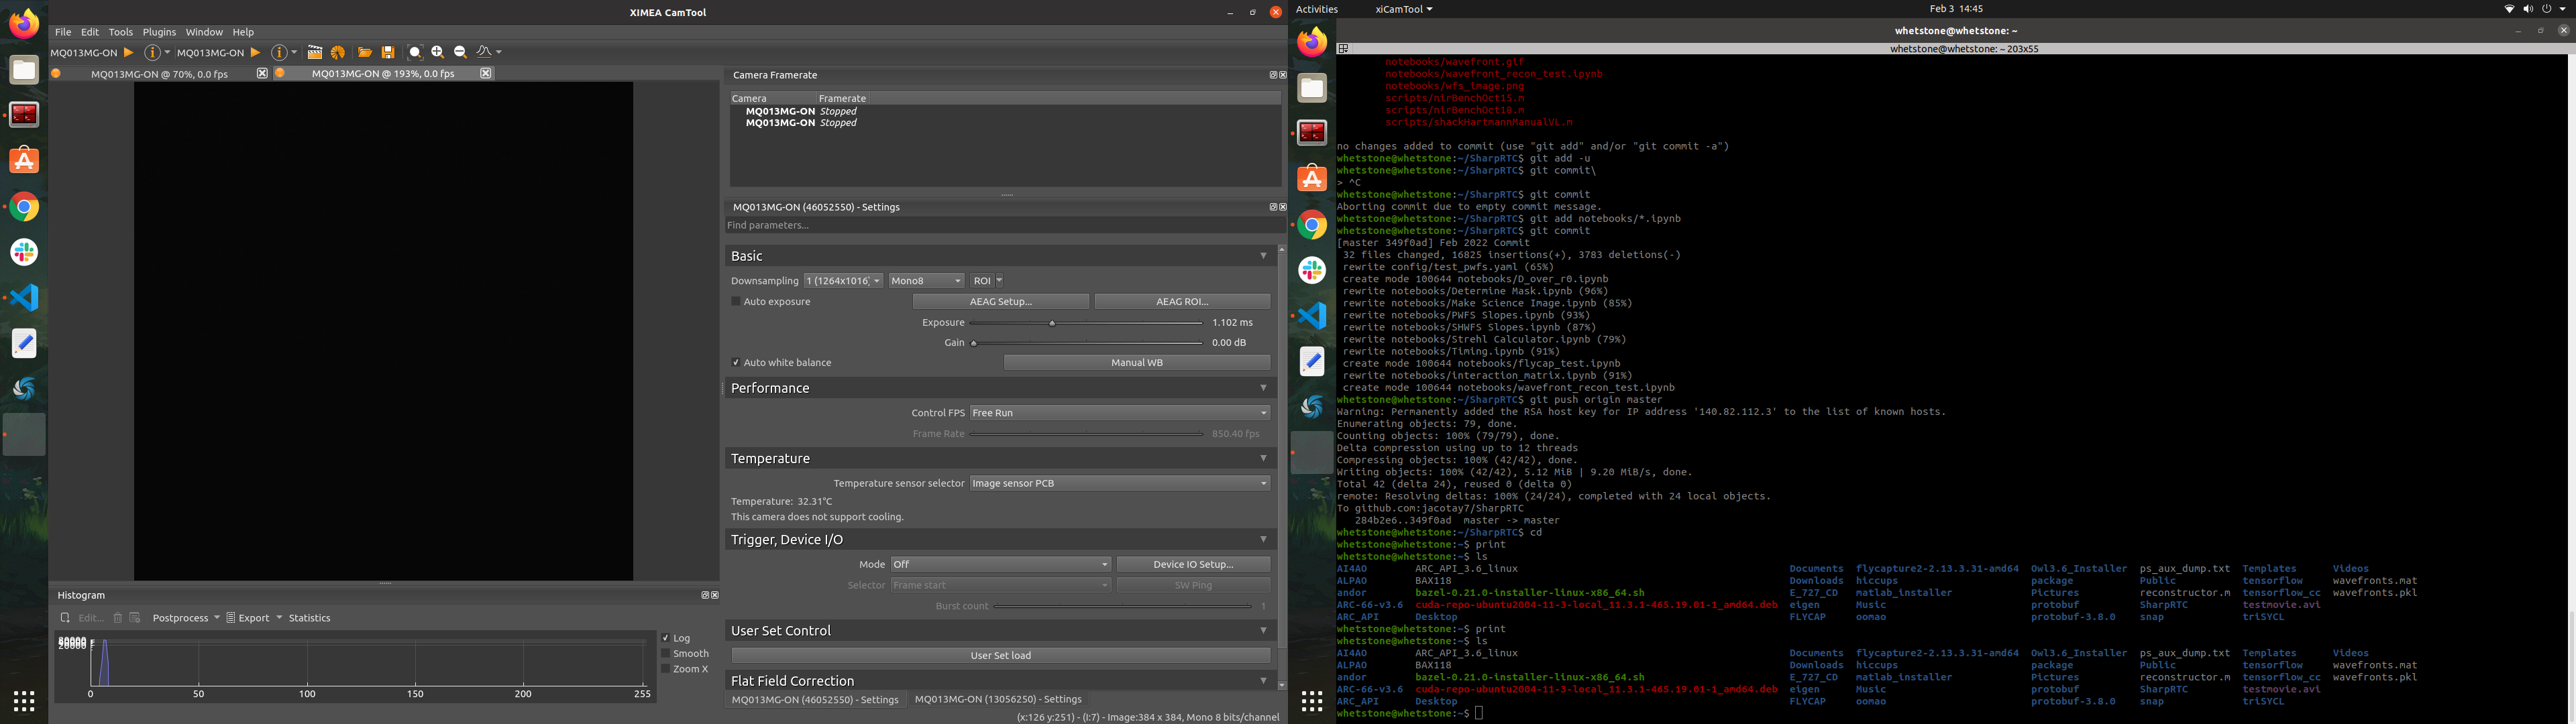 XIMEA CamTool
File Edit Tools Plugins Window Help
MQ013MG-ON MQ013MG-ON
MQ013MG-ON @ 70%, 0.0 fps MQ013MG-ON @ 193%, 0.0 fps
Camera Framerate
Camera Framerate
MQ013MG-ON Stopped
MQ013MG-ON Stopped
MQ013MG-ON (46052550) - Settings
Find parameters...
Basic
Downsampling 1 (1264x1016) Mono8 ROI
Auto exposure AEAG Setup... AEAG ROI...
Exposure 1.102 ms
Gain 0.00 dB
Auto white balance Manual WB
Performance
Control FPS Free Run
Frame Rate 850.40 fps
Temperature
Temperature sensor selector Image sensor PCB
Temperature: 32.31°C
This camera does not support cooling.
Trigger, Device I/O
Mode Off Device IO Setup...
Selector Frame start SW Ping
Burst count 1
User Set Control
User Set load
Flat Field Correction
MQ013MG-ON (46052550) - Settings MQ013MG-ON (13056250) - Settings
(x:126 y:251) - (I:7) - Image:384 x 384, Mono 8 bits/channel
Histogram
Edit... Postprocess Export Statistics
20000
0 50 100 150 200 255
Log
Smooth
Zoom X
Activities xiCamTool Feb 3 14:45
whetstone@whetstone: ~
whetstone@whetstone: ~ 203x55
notebooks/wavefront.gif
notebooks/wavefront_recon_test.ipynb
notebooks/wfs_image.png
scripts/nirBenchOct15.m
scripts/nirBenchOct18.m
scripts/shackHartmannManualVL.m
no changes added to commit (use "git add" and/or "git commit -a")
whetstone@whetstone:~/SharpRTC$ git add -u
whetstone@whetstone:~/SharpRTC$ git commit\
> ^C
whetstone@whetstone:~/SharpRTC$ git commit
Aborting commit due to empty commit message.
whetstone@whetstone:~/SharpRTC$ git add notebooks/*.ipynb
whetstone@whetstone:~/SharpRTC$ git commit
[master 349f0ad] Feb 2022 Commit
32 files changed, 16825 insertions(+), 3783 deletions(-)
rewrite config/test_pwfs.yaml (65%)
create mode 100644 notebooks/D_over_r0.ipynb
rewrite notebooks/Determine Mask.ipynb (96%)
rewrite notebooks/Make Science Image.ipynb (85%)
rewrite notebooks/PWFS Slopes.ipynb (93%)
rewrite notebooks/SHWFS Slopes.ipynb (87%)
rewrite notebooks/Strehl Calculator.ipynb (79%)
rewrite notebooks/Timing.ipynb (91%)
create mode 100644 notebooks/flycap_test.ipynb
rewrite notebooks/interaction_matrix.ipynb (91%)
create mode 100644 notebooks/wavefront_recon_test.ipynb
whetstone@whetstone:~/SharpRTC$ git push origin master
Warning: Permanently added the RSA host key for IP address '140.82.112.3' to the list of known hosts.
Enumerating objects: 79, done.
Counting objects: 100% (79/79), done.
Delta compression using up to 12 threads
Compressing objects: 100% (42/42), done.
Writing objects: 100% (42/42), 5.12 MiB | 9.20 MiB/s, done.
Total 42 (delta 24), reused 0 (delta 0)
remote: Resolving deltas: 100% (24/24), completed with 24 local objects.
To github.com:jacotay7/SharpRTC
284b2e6..349f0ad master -> master
whetstone@whetstone:~/SharpRTC$ cd
whetstone@whetstone:~$ print
whetstone@whetstone:~$ ls
AI4AO ARC_API_3.6_linux Documents flycapture2-2.13.3.31-amd64 Owl3.6_Installer ps_aux_dump.txt Templates Videos
ALPAO BAX118 Downloads hiccups package Public tensorflow wavefronts.mat
andor bazel-0.21.0-installer-linux-x86_64.sh E_727_CD matlab_installer Pictures reconstructor.m tensorflow_cc wavefronts.pkl
ARC-66-v3.6 cuda-repo-ubuntu2004-11-3-local_11.3.1-465.19.01-1_amd64.deb eigen Music protobuf SharpRTC testmovie.avi
ARC_API Desktop FLYCAP oomao protobuf-3.8.0 snap triSYCL
whetstone@whetstone:~$ print
whetstone@whetstone:~$ ls
AI4AO ARC_API_3.6_linux Documents flycapture2-2.13.3.31-amd64 Owl3.6_Installer ps_aux_dump.txt Templates Videos
ALPAO BAX118 Downloads hiccups package Public tensorflow wavefronts.mat
andor bazel-0.21.0-installer-linux-x86_64.sh E_727_CD matlab_installer Pictures reconstructor.m tensorflow_cc wavefronts.pkl
ARC-66-v3.6 cuda-repo-ubuntu2004-11-3-local_11.3.1-465.19.01-1_amd64.deb eigen Music protobuf SharpRTC testmovie.avi
ARC_API Desktop FLYCAP oomao protobuf-3.8.0 snap triSYCL
whetstone@whetstone:~$